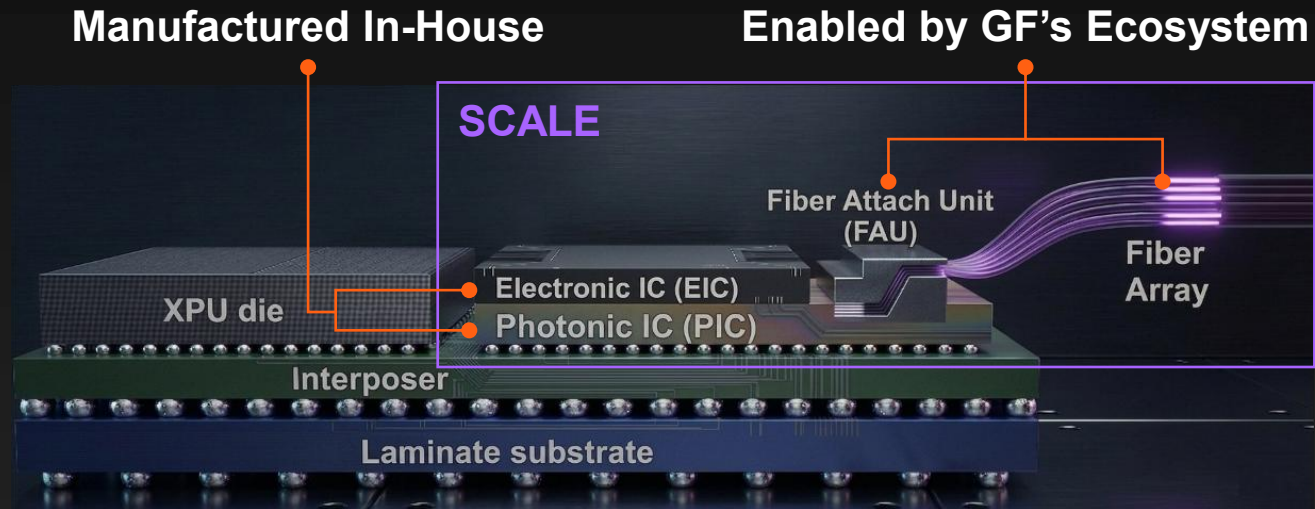 Manufactured In-House
Enabled by GF’s Ecosystem
SCALE
Fiber Attach Unit
(FAU)
Fiber
Array
Electronic IC (EIC)
XPU die
Photonic IC (PIC)
Interposer
Laminate substrate